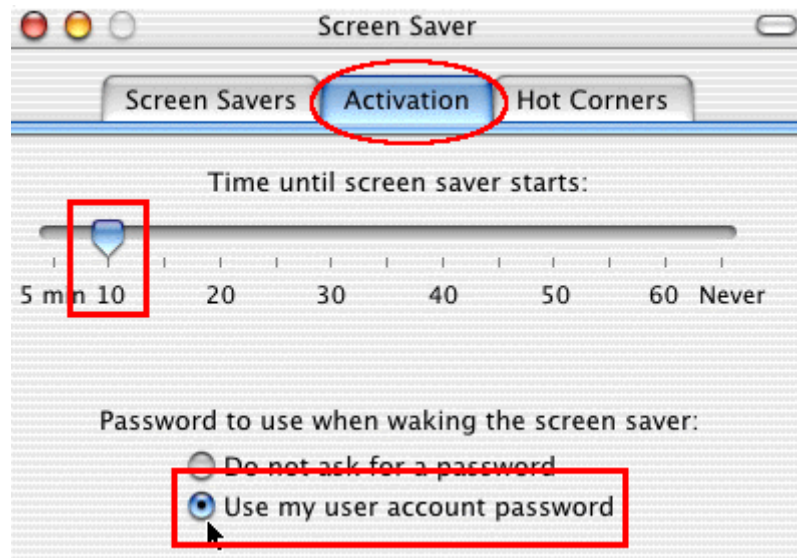 Screen Saver
Screen Savers Activation Hot Corners
Time until screen saver starts:
5 min 10 20 30 40 50 60 Never
Password to use when waking the screen saver:
Do not ask for a password
Use my user account password